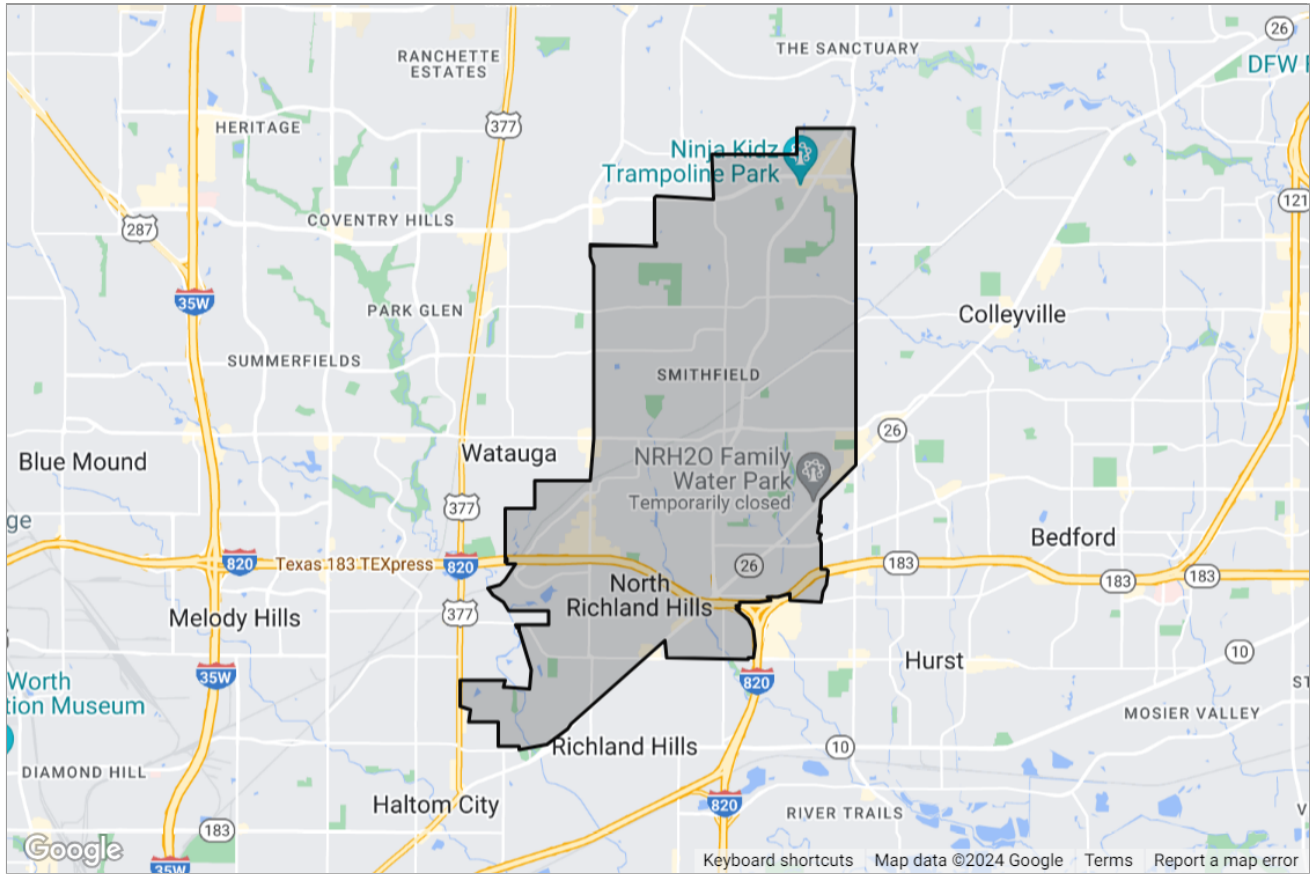 26
THE SANCTUARY
RANCHETTE
ESTATES
DFW
377
HERITAGE
Ninja Kidz
Trampoline Park
121
COVENTRY HILLS
287
35W
PARK GLEN
Colleyville
SUMMERFIELDS
SMITHFIELD
26
Watauga
Blue Mound
NRH2O Family
Water Park
Temporarily closed
377
ge
Bedford
820
Texas 183 TEXpress
820
26
183
183
183
North
Richland Hills
377
Melody Hills
10
Hurst
35W
820
Worth
tion Museum
MOSIER VALLEY
Richland Hills
10
DIAMOND HILL
Haltom City
820
RIVER TRAILS
183
Google
35W
Keyboard shortcuts
Map data ©2024 Google
Terms
Report a map error